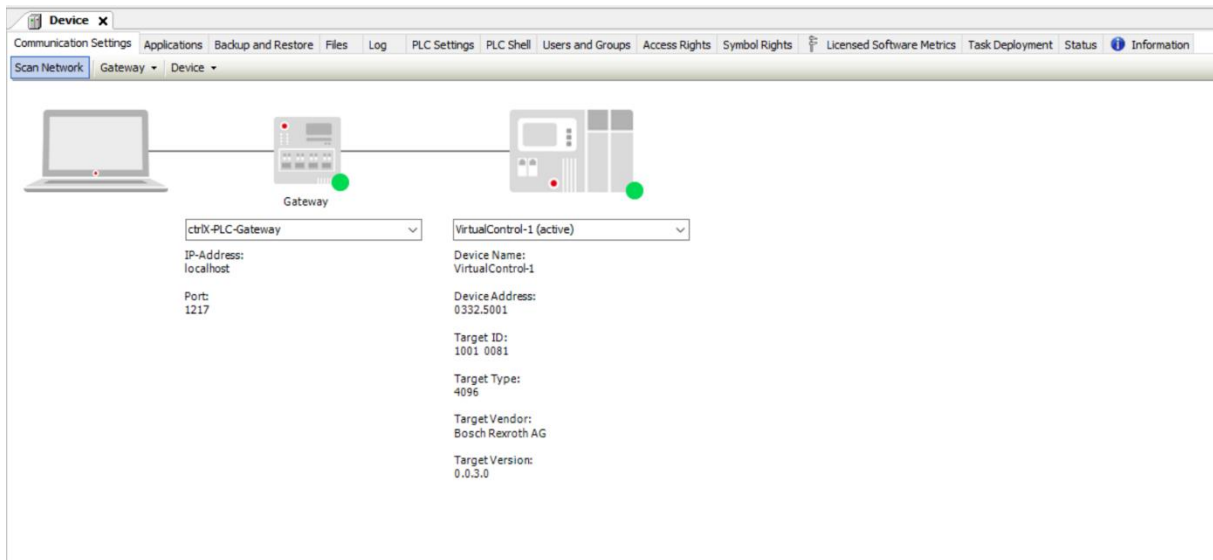 Device X
Communication Settings Applications Backup and Restore Files Log PLC Settings PLC Shell Users and Groups Access Rights Symbol Rights Licensed Software Metrics Task Deployment Status Information
Scan Network Gateway Device
Gateway
ctrlX-PLC-Gateway
IP-Address:
localhost
Port:
1217
VirtualControl-1 (active)
Device Name:
VirtualControl-1
Device Address:
0332.5001
Target ID:
1001 0081
Target Type:
4096
Target Vendor:
Bosch Rexroth AG
Target Version:
0.0.3.0